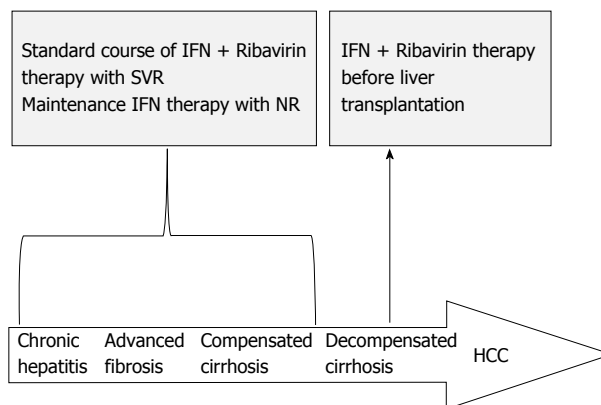 Standard course of IFN + Ribavirin
therapy with SVR
Maintenance IFN therapy with NR
IFN + Ribavirin therapy
before liver
transplantation
Chronic
hepatitis
Advanced
fibrosis
Compensated
cirrhosis
Decompensated
cirrhosis
HCC